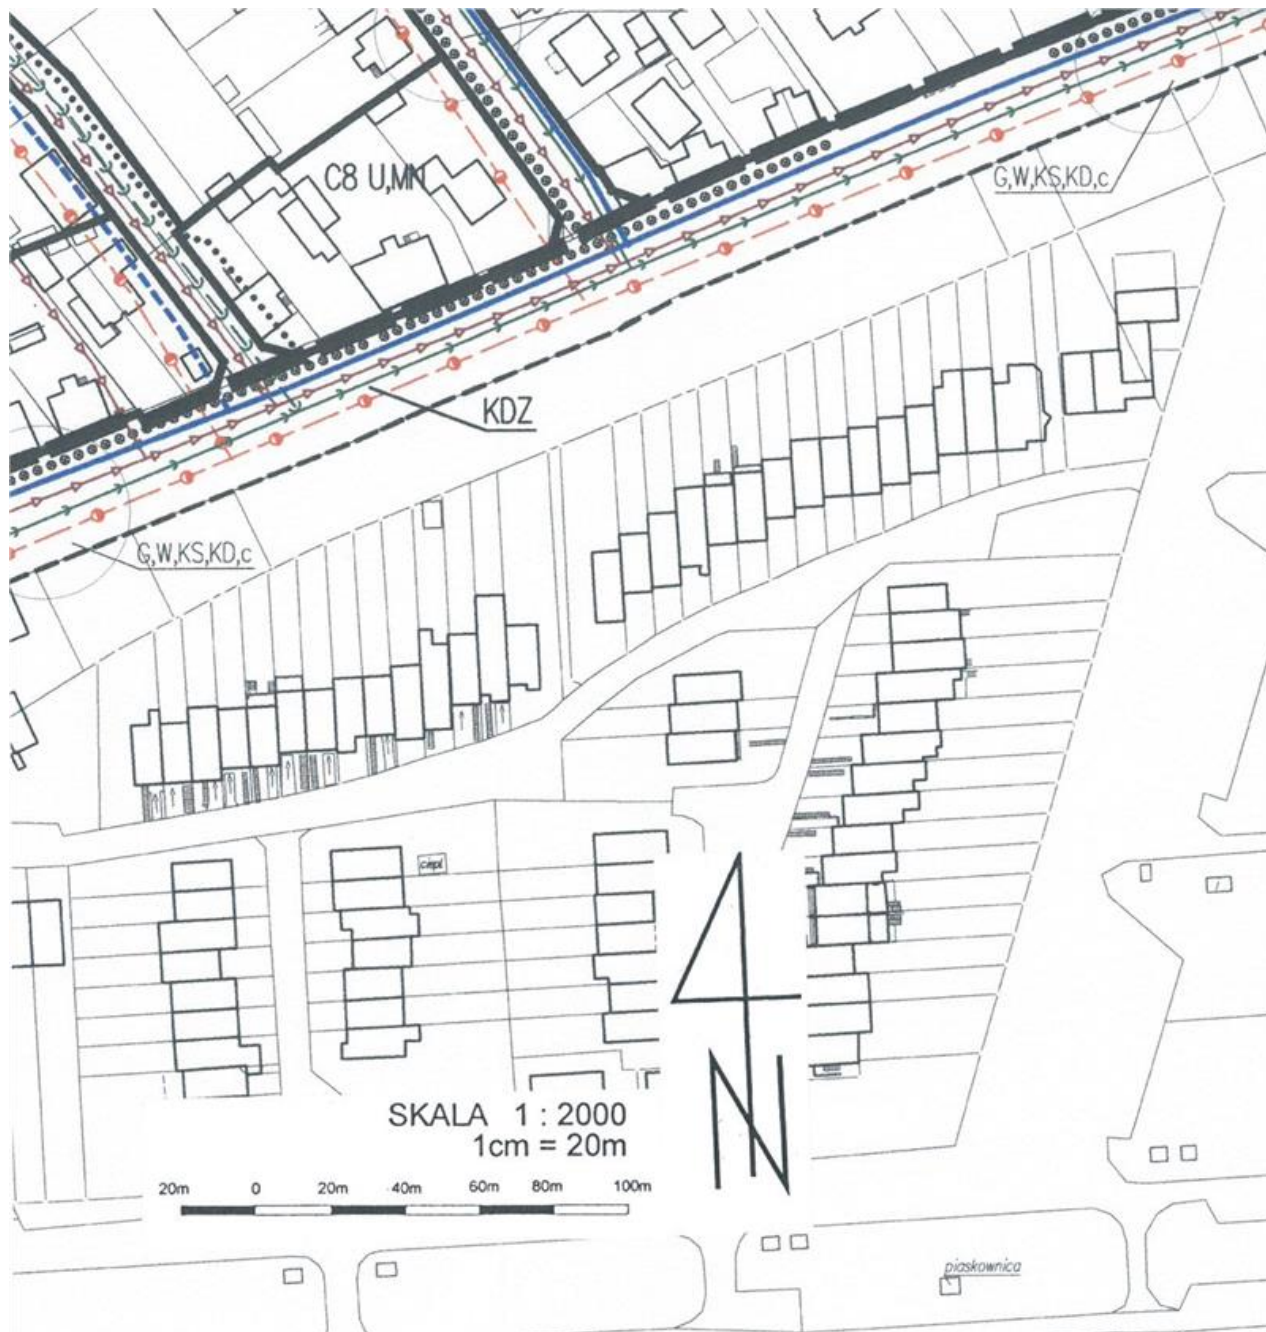 C8 U,MN
G,W,KS,KD,c
KDZ
G,W,KS,KD,c
ciepl
SKALA 1 : 2000
1cm = 20m
20m 0 20m 40m 60m 80m 100m
N
piaskownica